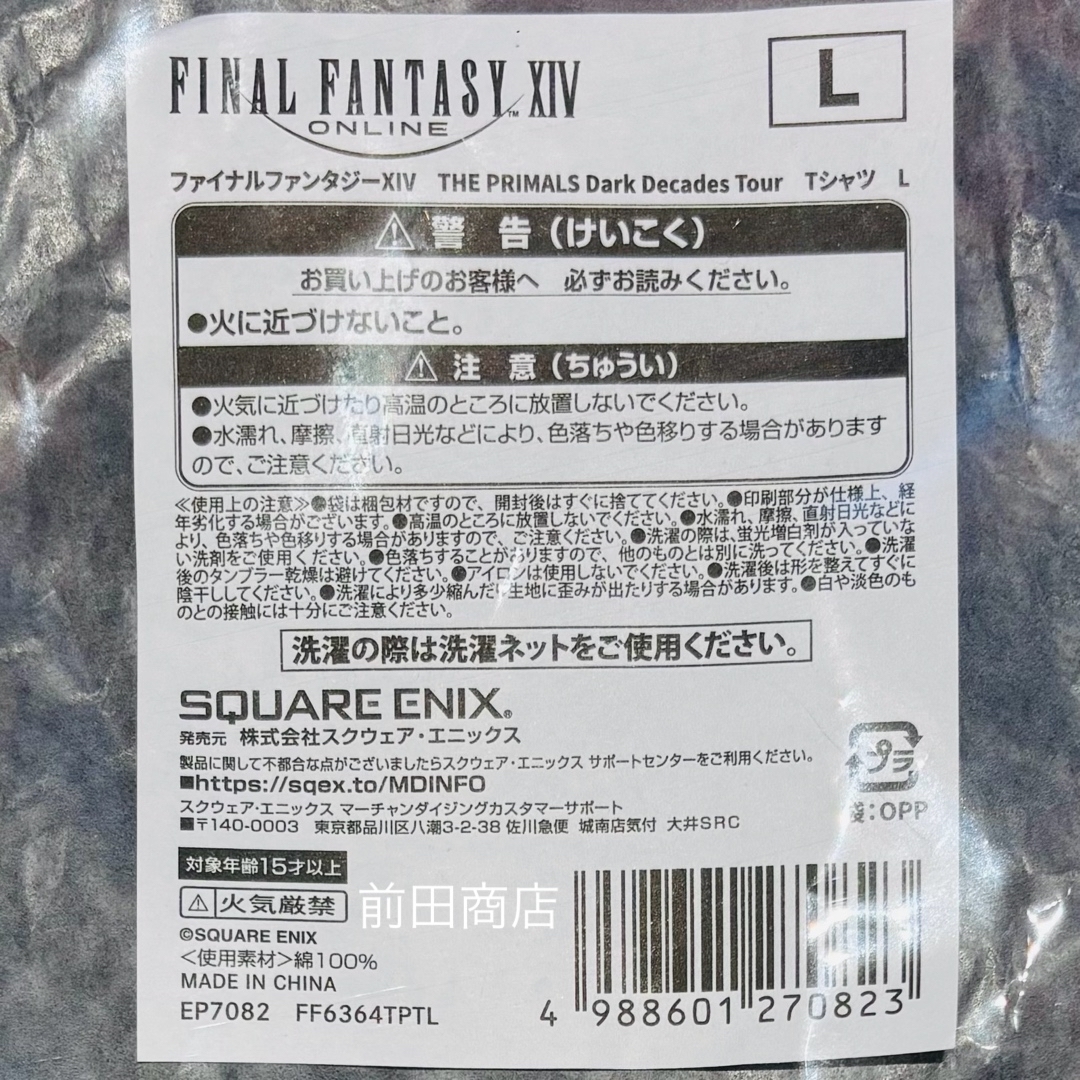 FINAL FANTASY™ XIV
ONLINE
L
ファイナルファンタジーXIV THE PRIMALS Dark Decades Tour Tシャツ L
⚠警 告（けいこく）
お買い上げのお客様へ 必ずお読みください。
●火に近づけないこと。
⚠注 意（ちゅうい）
●火気に近づけたり高温のところに放置しないでください。
●水濡れ、摩擦、直射日光などにより、色落ちや色移りする場合があります
ので、ご注意ください。
≪使用上の注意≫●袋は梱包材ですので、開封後はすぐに捨ててください。●印刷部分が仕様上、経
年劣化する場合がございます。●高温のところに放置しないでください。●水濡れ、摩擦、直射日光などに
より、色落ちや色移りする場合がありますので、ご注意ください。●洗濯の際は、蛍光増白剤が入っていな
い洗剤をご使用ください。●色落ちすることがありますので、他のものとは別に洗ってください。●洗濯
後のタンブラー乾燥は避けてください。●アイロンは使用しないでください。●洗濯後は形を整えてすぐに
陰干ししてください。●洗濯により多少縮んだり生地に歪みが出たりする場合があります。●白や淡色のも
のとの接触には十分にご注意ください。
洗濯の際は洗濯ネットをご使用ください。
SQUARE ENIX®
発売元 株式会社スクウェア・エニックス
製品に関して不都合な点がございましたらスクウェア・エニックス サポートセンターをご利用ください。
■https://sqex.to/MDINFO
スクウェア・エニックス マーチャンダイジングカスタマーサポート
■〒140-0003 東京都品川区八潮3-2-38 佐川急便 城南店気付 大井SRC
プラ
袋：OPP
対象年齢15才以上
⚠火気厳禁
前田商店
©SQUARE ENIX
＜使用素材＞綿100%
MADE IN CHINA
EP7082 FF6364TPTL
4 988601 270823